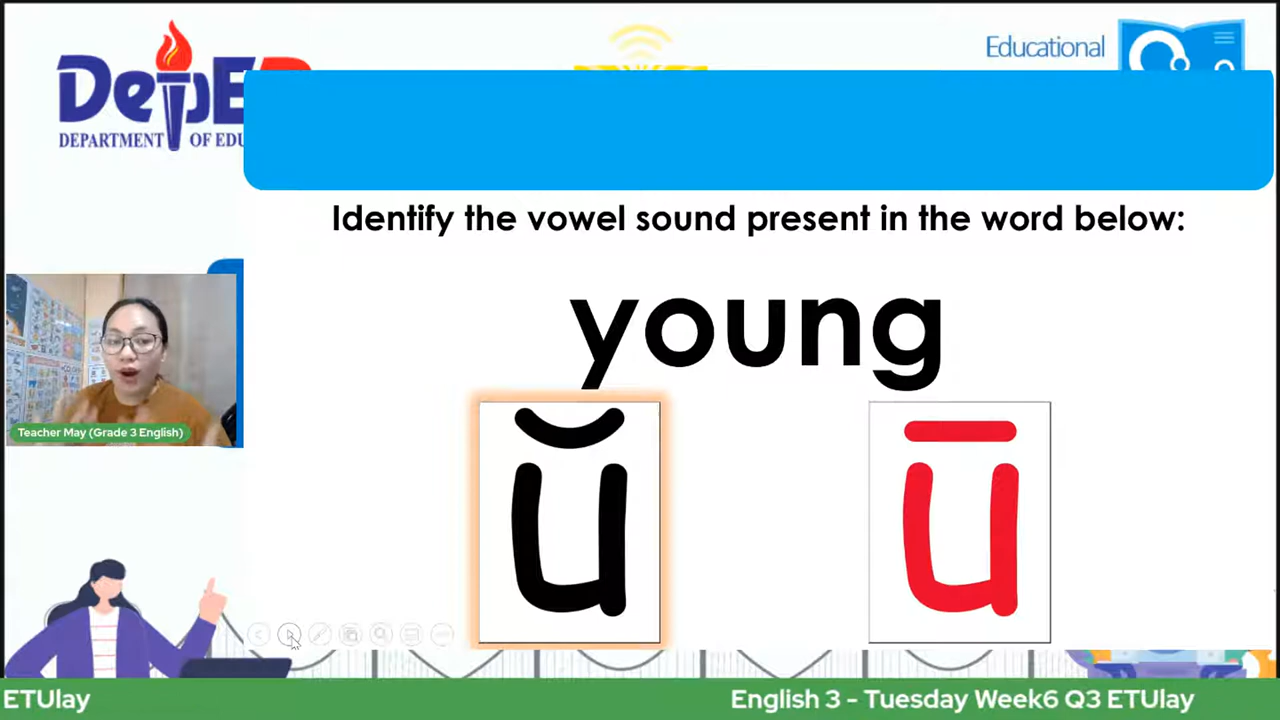 DepE
DEPARTMENT OF EDU
Educational
Identify the vowel sound present in the word below:
young
ŭ
ū
Teacher May (Grade 3 English)
ETUlay
English 3 - Tuesday Week6 Q3 ETUlay